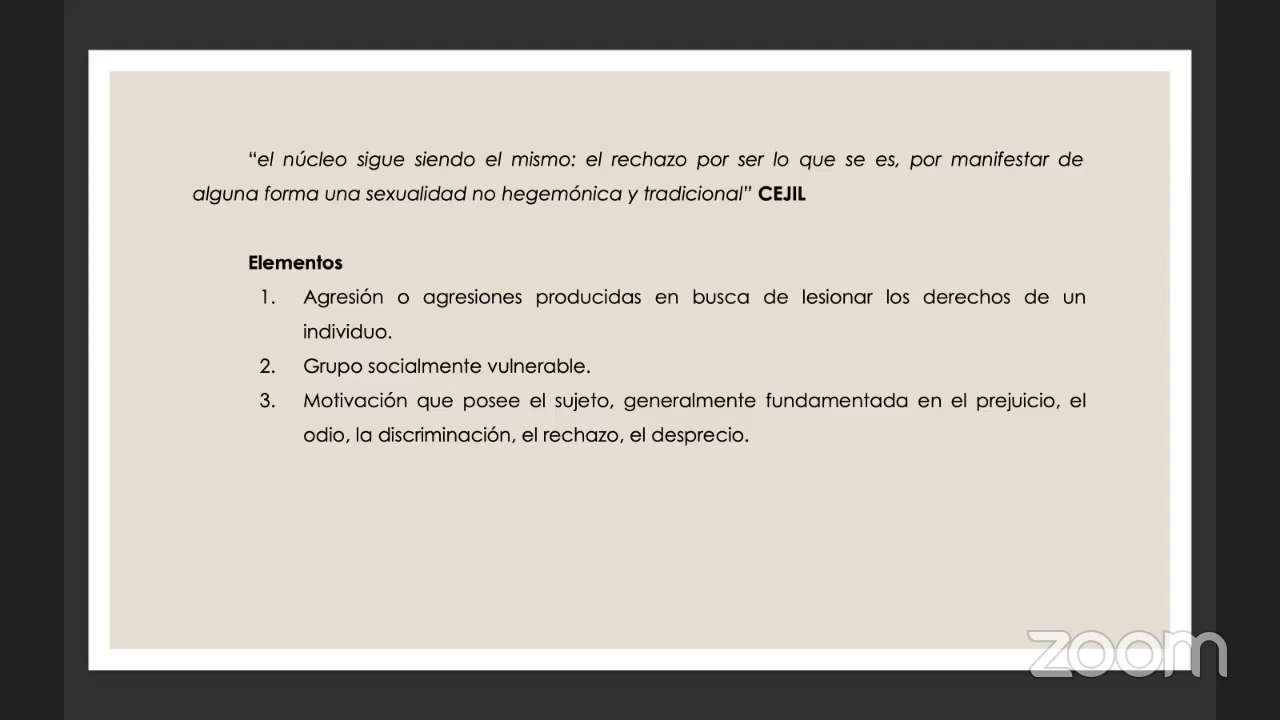 “el núcleo sigue siendo el mismo: el rechazo por ser lo que se es, por manifestar de
alguna forma una sexualidad no hegemónica y tradicional” CEJIL
Elementos
1. Agresión o agresiones producidas en busca de lesionar los derechos de un
individuo.
2. Grupo socialmente vulnerable.
3. Motivación que posee el sujeto, generalmente fundamentada en el prejuicio, el
odio, la discriminación, el rechazo, el desprecio.
zoom